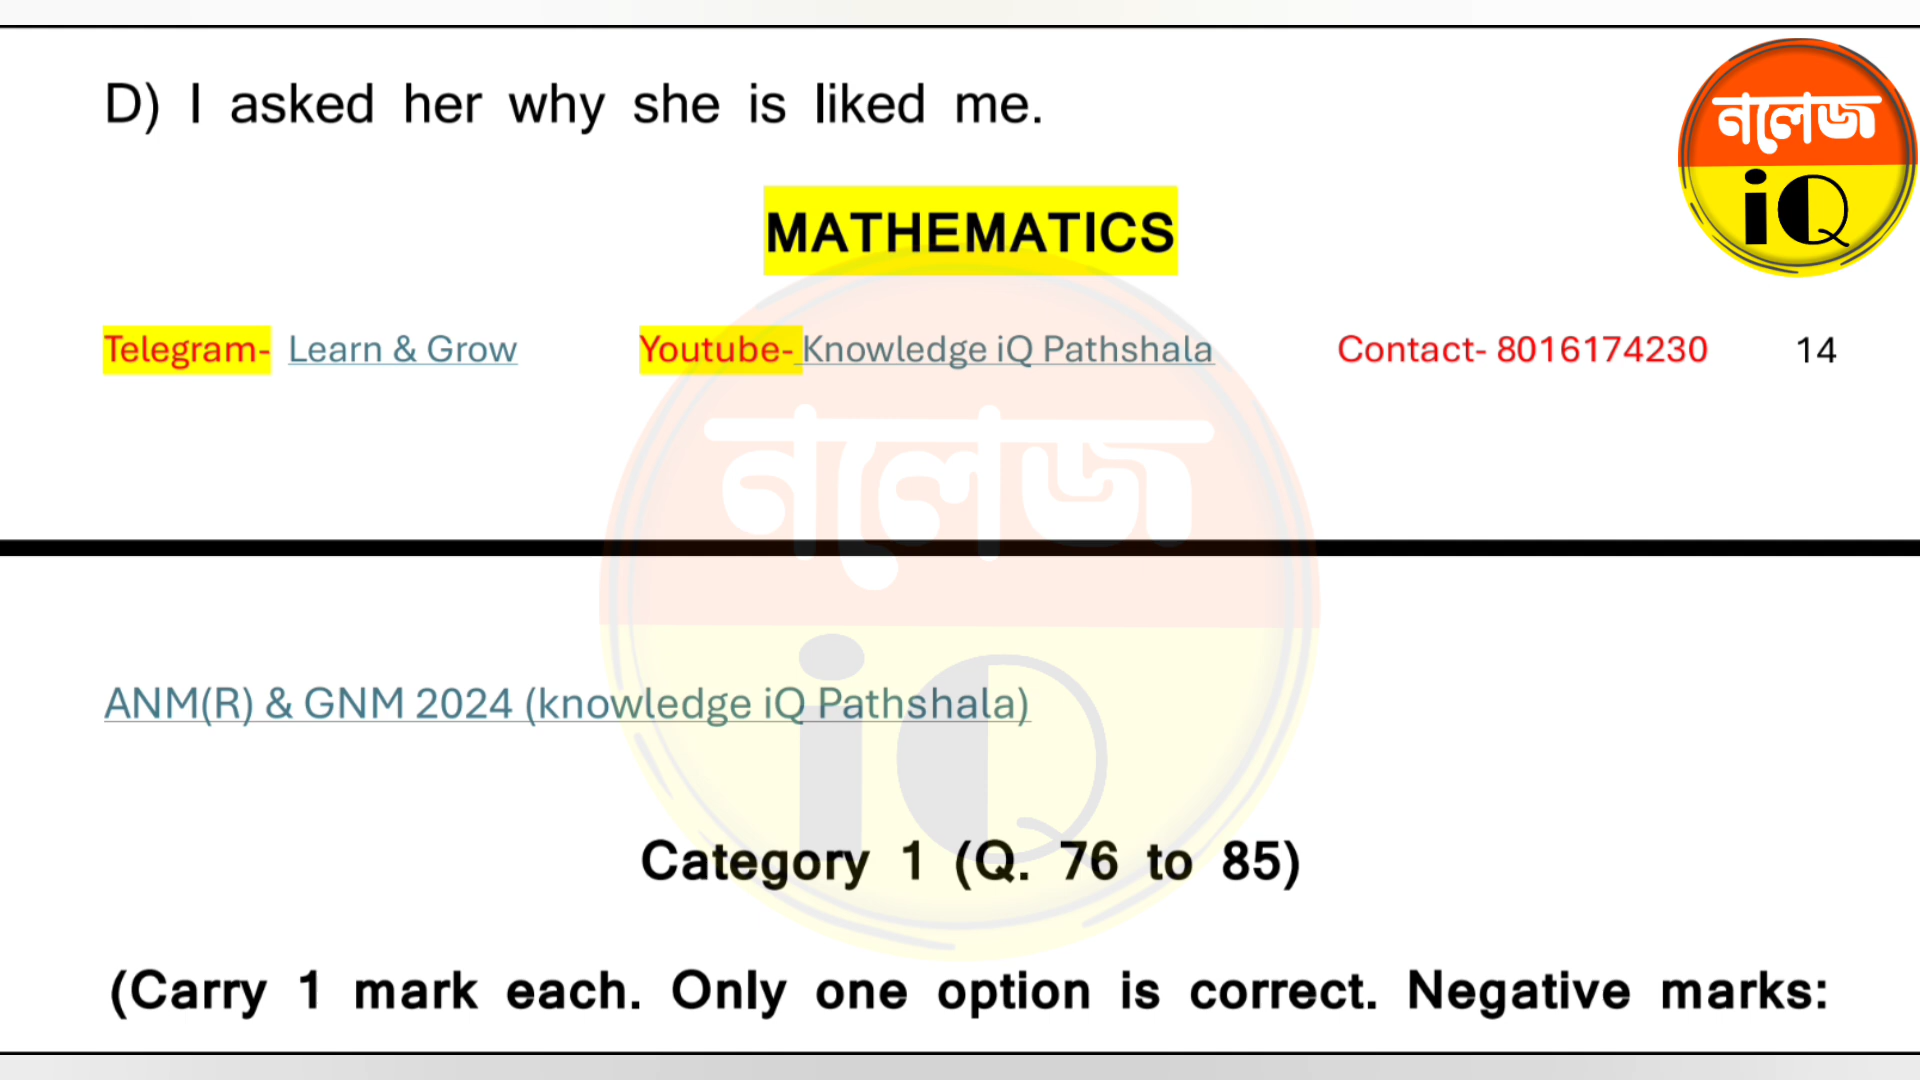 D) I asked her why she is liked me.
নলেজ
iQ
MATHEMATICS
Telegram- Learn & Grow Youtube- Knowledge iQ Pathshala Contact- 8016174230 14
নলেজ
iQ
ANM(R) & GNM 2024 (knowledge iQ Pathshala)
Category 1 (Q. 76 to 85)
(Carry 1 mark each. Only one option is correct. Negative marks: